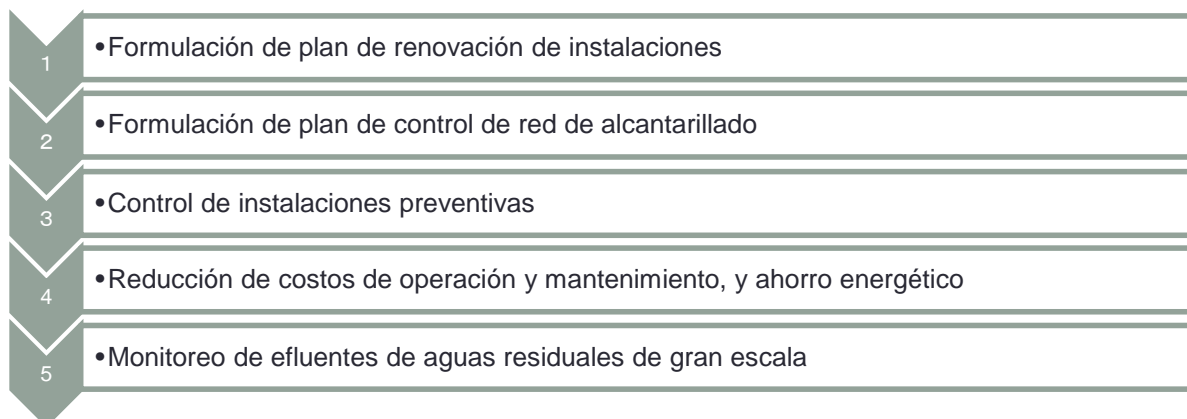 1
•Formulación de plan de renovación de instalaciones
2
•Formulación de plan de control de red de alcantarillado
3
•Control de instalaciones preventivas
4
•Reducción de costos de operación y mantenimiento, y ahorro energético
5
•Monitoreo de efluentes de aguas residuales de gran escala